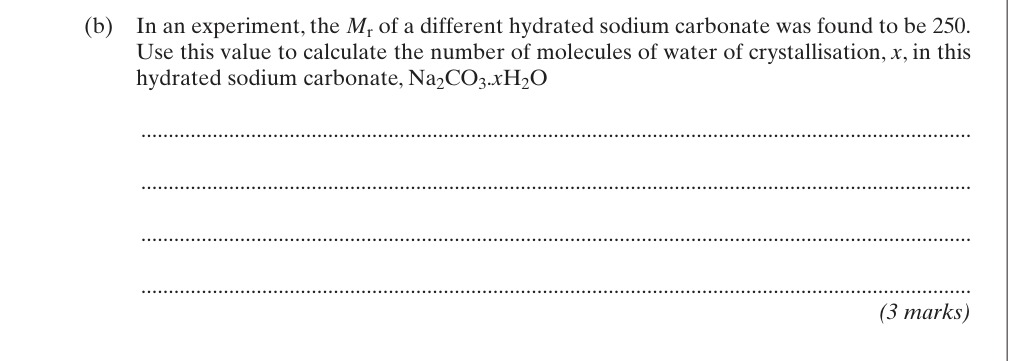 (b) In an experiment, the Mᵣ of a different hydrated sodium carbonate was found to be 250.
Use this value to calculate the number of molecules of water of crystallisation, x, in this
hydrated sodium carbonate, Na₂CO₃.xH₂O
(3 marks)